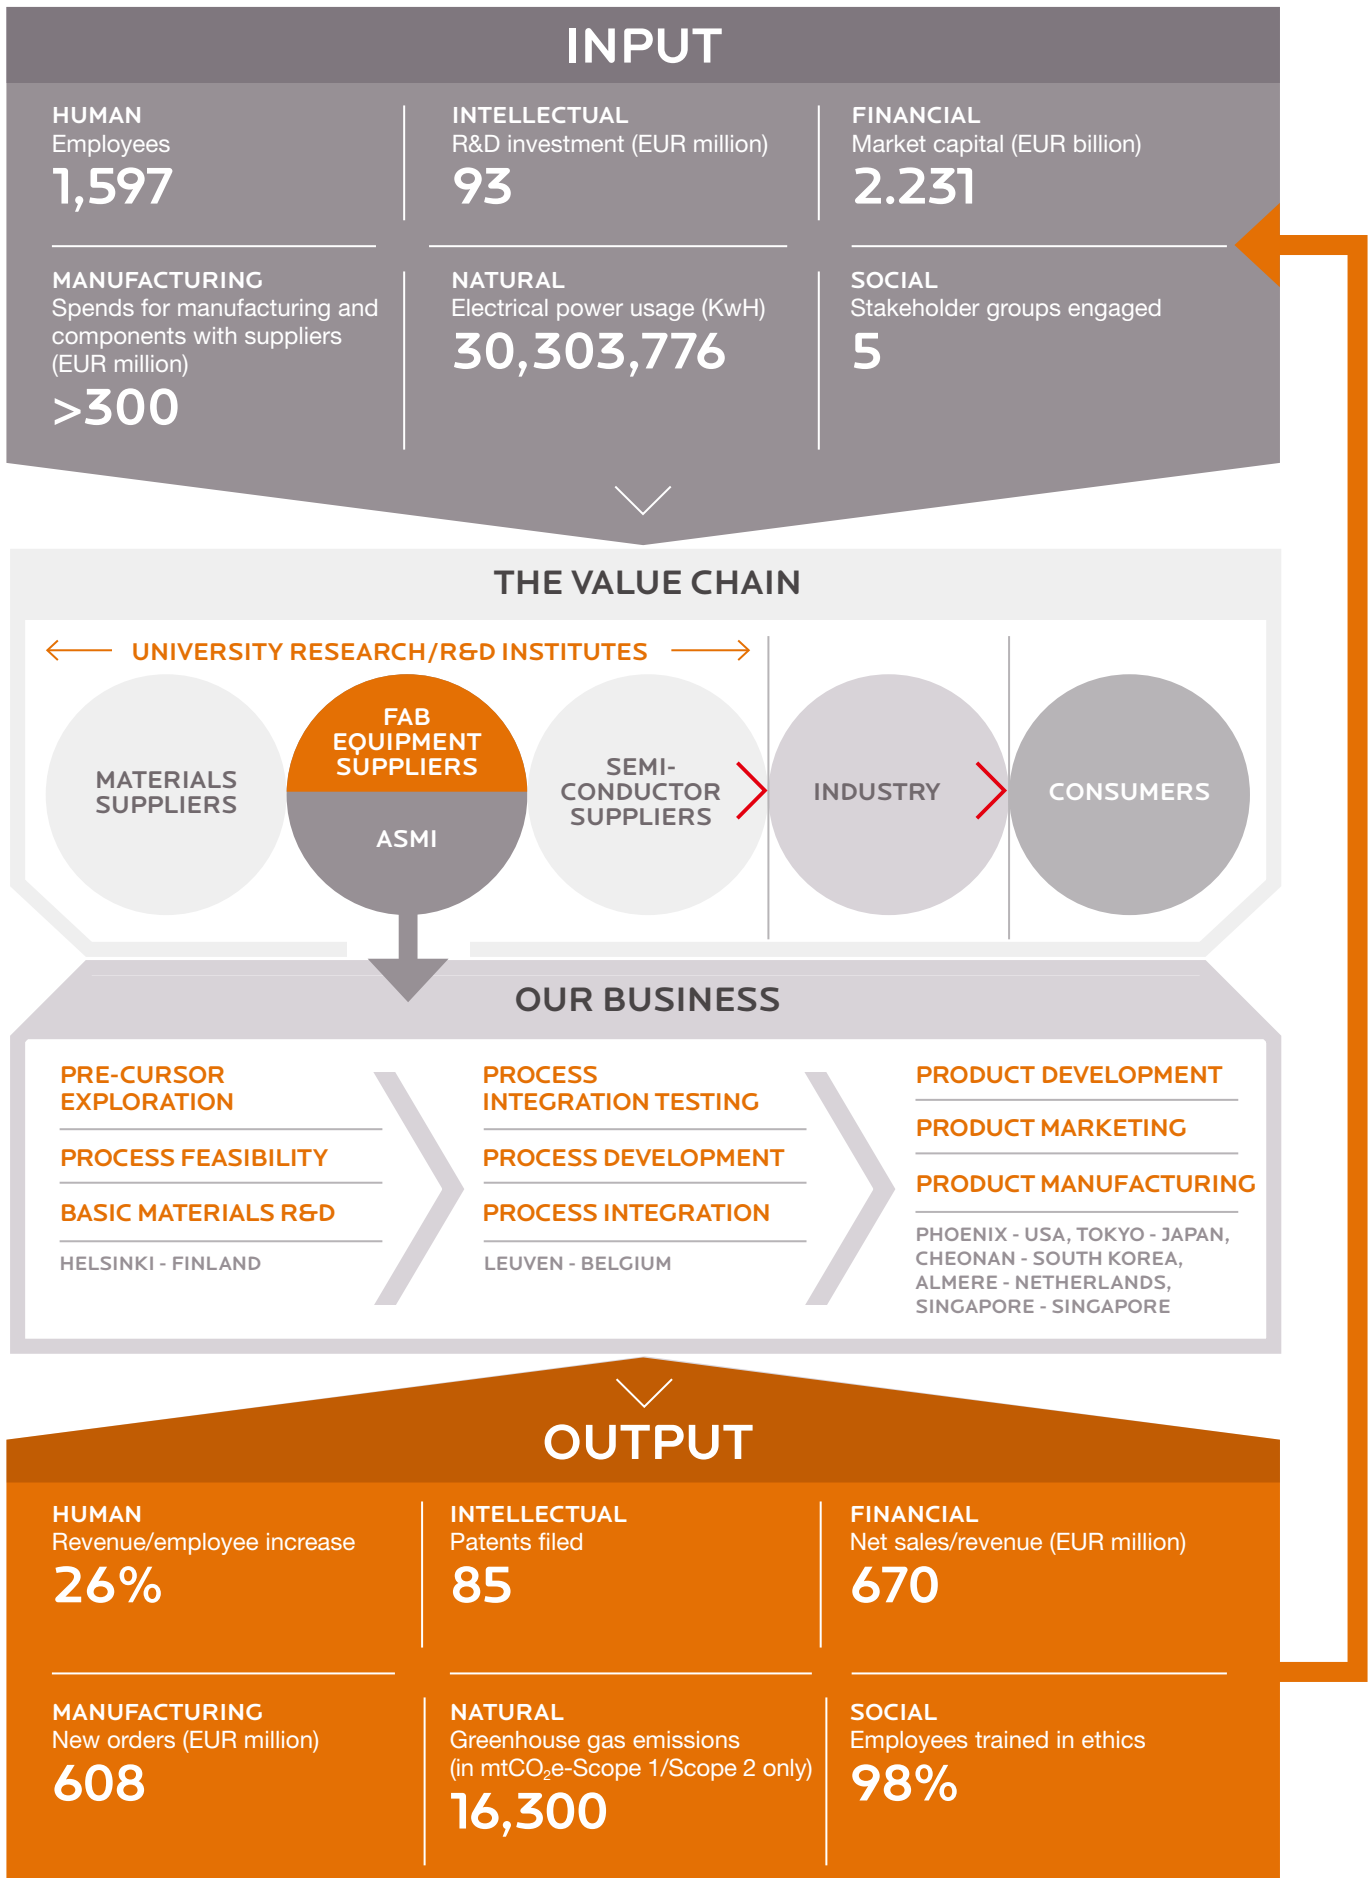 INPUT
HUMAN
Employees
1,597
INTELLECTUAL
R&D investment (EUR million)
93
FINANCIAL
Market capital (EUR billion)
2.231
MANUFACTURING
Spends for manufacturing and
components with suppliers
(EUR million)
>300
NATURAL
Electrical power usage (KwH)
30,303,776
SOCIAL
Stakeholder groups engaged
5
THE VALUE CHAIN
UNIVERSITY RESEARCH/R&D INSTITUTES
MATERIALS
SUPPLIERS
FAB
EQUIPMENT
SUPPLIERS
ASMI
SEMI-
CONDUCTOR
SUPPLIERS
INDUSTRY
CONSUMERS
OUR BUSINESS
PRE-CURSOR
EXPLORATION
PROCESS FEASIBILITY
BASIC MATERIALS R&D
HELSINKI - FINLAND
PROCESS
INTEGRATION TESTING
PROCESS DEVELOPMENT
PROCESS INTEGRATION
LEUVEN - BELGIUM
PRODUCT DEVELOPMENT
PRODUCT MARKETING
PRODUCT MANUFACTURING
PHOENIX - USA, TOKYO - JAPAN,
CHEONAN - SOUTH KOREA,
ALMERE - NETHERLANDS,
SINGAPORE - SINGAPORE
OUTPUT
HUMAN
Revenue/employee increase
26%
INTELLECTUAL
Patents filed
85
FINANCIAL
Net sales/revenue (EUR million)
670
MANUFACTURING
New orders (EUR million)
608
NATURAL
Greenhouse gas emissions
(in mtCO₂e-Scope 1/Scope 2 only)
16,300
SOCIAL
Employees trained in ethics
98%